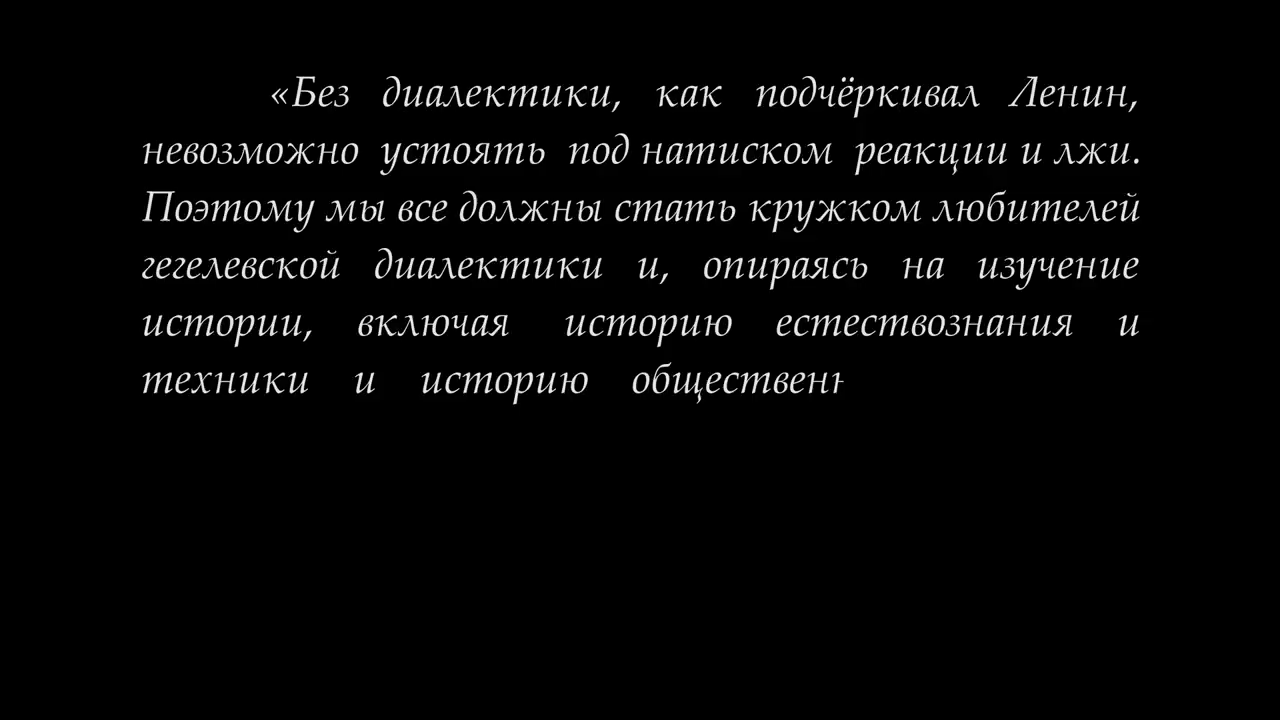 «Без диалектики, как подчёркивал Ленин,
невозможно устоять под натиском реакции и лжи.
Поэтому мы все должны стать кружком любителей
гегелевской диалектики и, опираясь на изучение
истории, включая историю естествознания и
техники и историю общественн